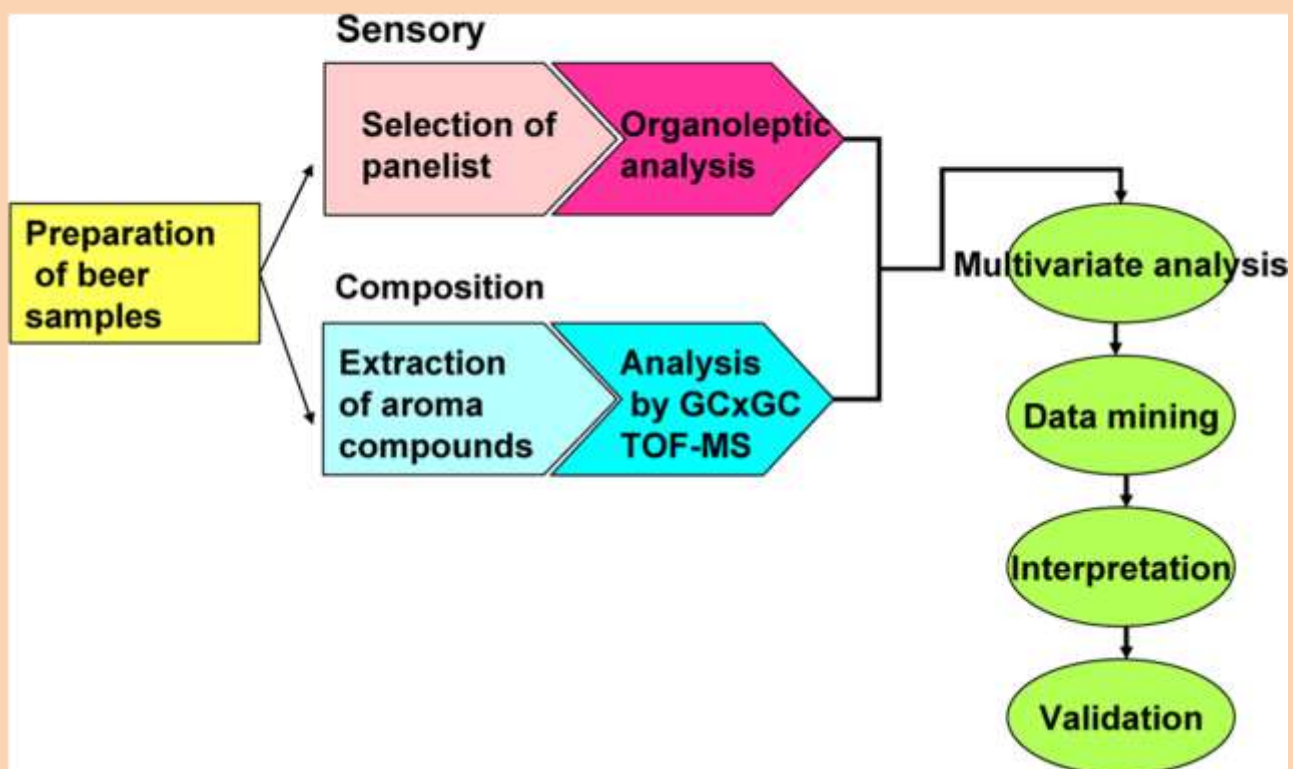 Sensory
Selection of
panelist
Organoleptic
analysis
Preparation
of beer
samples
Composition
Extraction
of aroma
compounds
Analysis
by GCxGC
TOF-MS
Multivariate analysis
Data mining
Interpretation
Validation